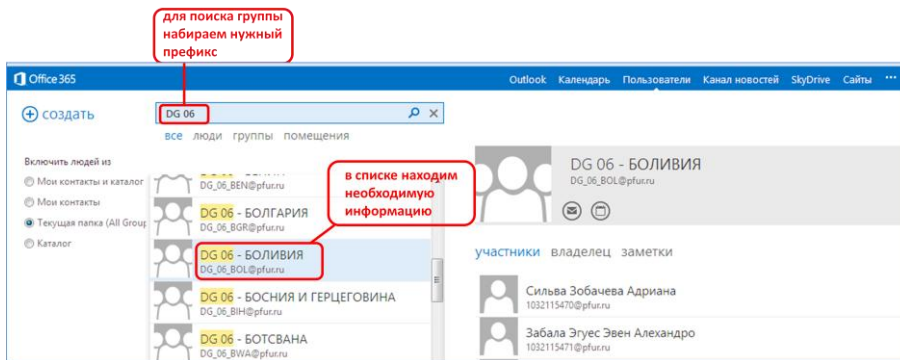 для поиска группы
набираем нужный
префикс
Office 365
Outlook Календарь Пользователи Канал новостей SkyDrive Сайты ...
создать
DG 06
все люди группы помещения
Включить людей из
Мои контакты и каталог
Мои контакты
Текущая папка (All Group
Каталог
DG_06_BEN@pfur.ru
DG 06 - БОЛГАРИЯ
DG_06_BGR@pfur.ru
DG 06 - БОЛИВИЯ
DG_06_BOL@pfur.ru
DG 06 - БОСНИЯ И ГЕРЦЕГОВИНА
DG_06_BIH@pfur.ru
DG 06 - БОТСВАНА
DG_06_BWA@pfur.ru
в списке находим
необходимую
информацию
DG 06 - БОЛИВИЯ
DG_06_BOL@pfur.ru
участники владелец заметки
Сильва Зобачева Адриана
1032115470@pfur.ru
Забала Эгуес Эвен Алехандро
1032115471@pfur.ru